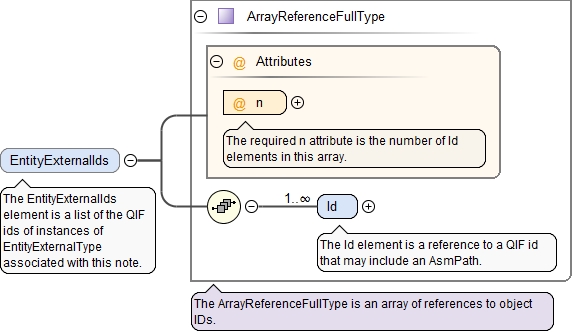 ArrayReferenceFullType
@ Attributes
@ n
The required n attribute is the number of Id
elements in this array.
EntityExternalIds
The EntityExternalIds
element is a list of the QIF
ids of instances of
EntityExternalType
associated with this note.
1..∞
Id
The Id element is a reference to a QIF id
that may include an AsmPath.
The ArrayReferenceFullType is an array of references to object
IDs.